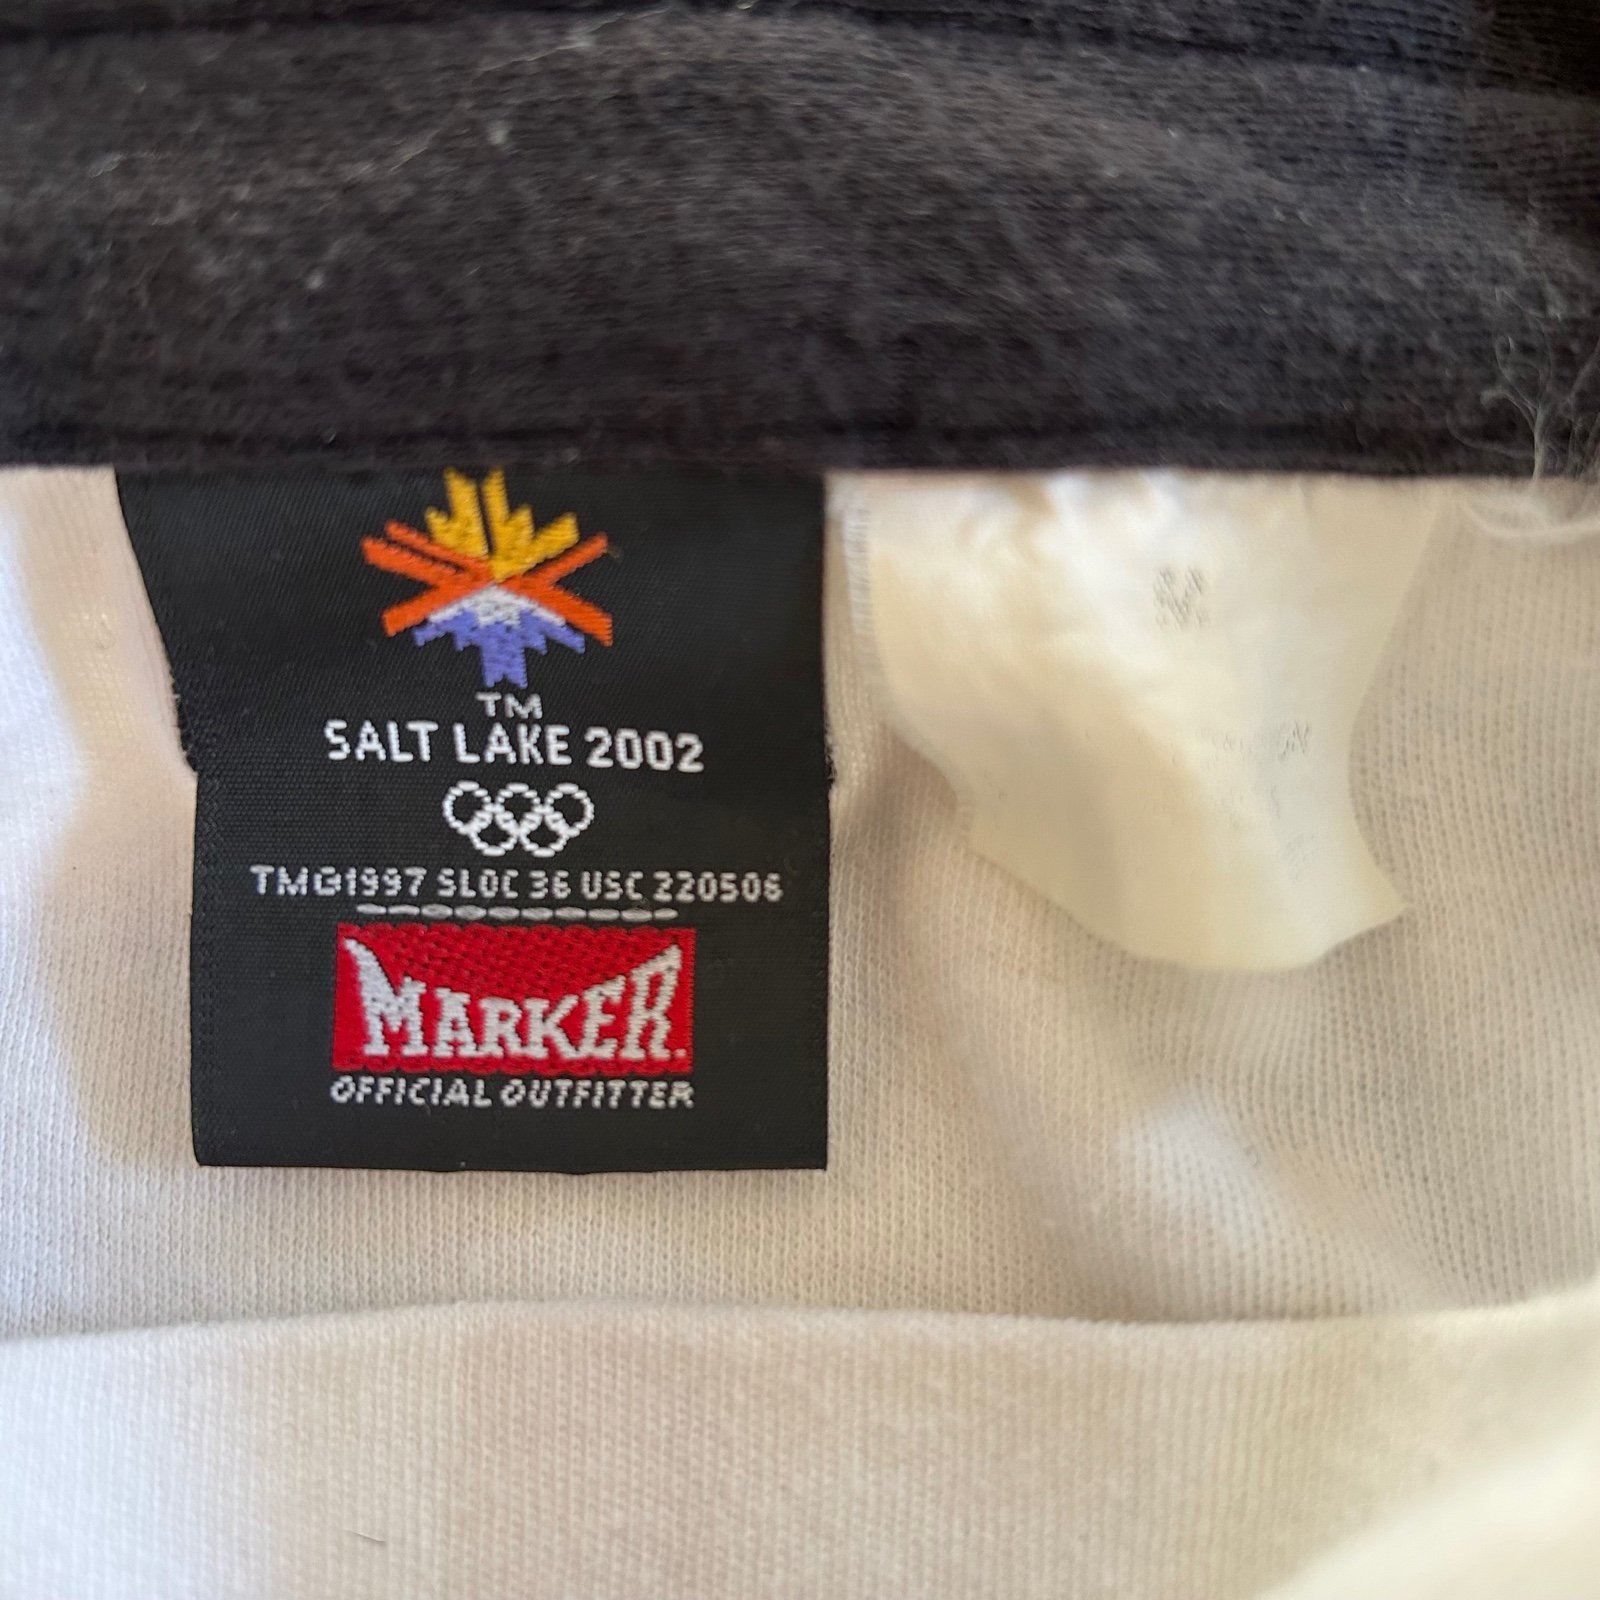 TM
SALT LAKE 2002
TM©1997 SLOC 36 USC 220506
MARKER.
OFFICIAL OUTFITTER
M